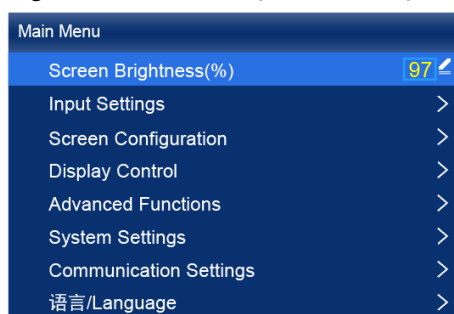 Main Menu
Screen Brightness(%) 97
Input Settings
Screen Configuration
Display Control
Advanced Functions
System Settings
Communication Settings
语言/Language